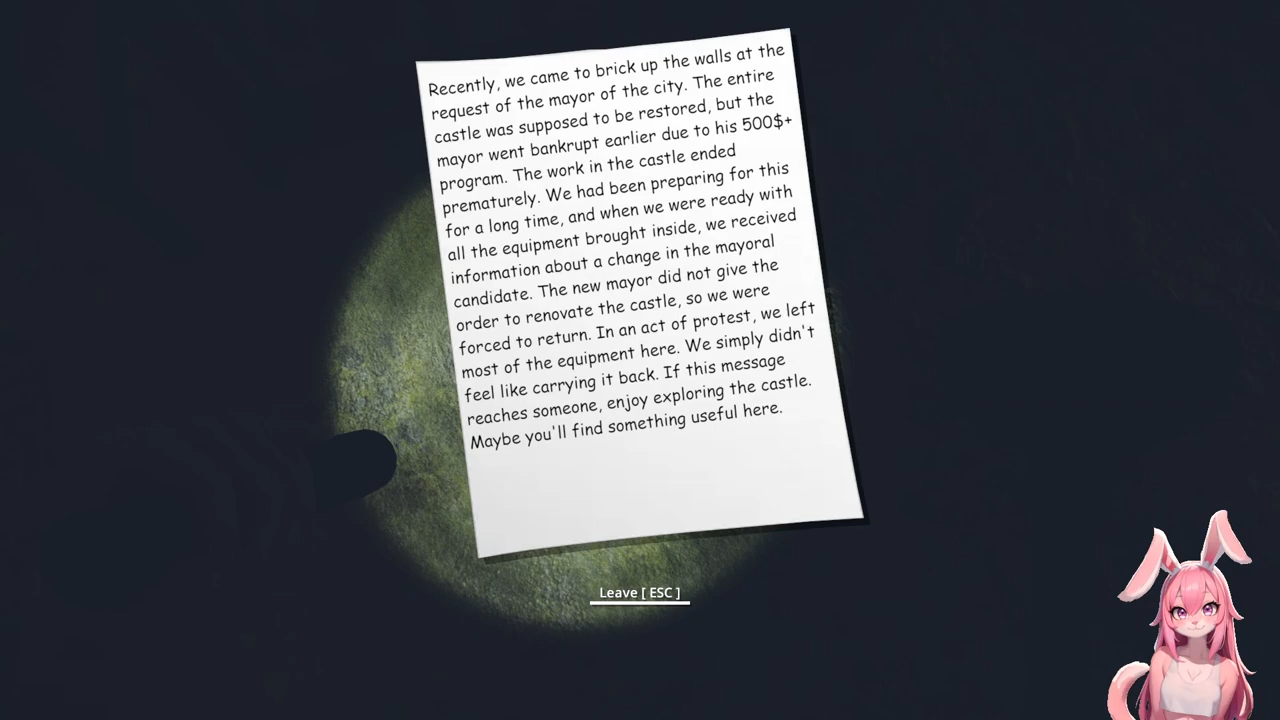 Recently, we came to brick up the walls at the
request of the mayor of the city. The entire
castle was supposed to be restored, but the
mayor went bankrupt earlier due to his 500$+
program. The work in the castle ended
prematurely. We had been preparing for this
for a long time, and when we were ready with
all the equipment brought inside, we received
information about a change in the mayoral
candidate. The new mayor did not give the
order to renovate the castle, so we were
forced to return. In an act of protest, we left
most of the equipment here. We simply didn't
feel like carrying it back. If this message
reaches someone, enjoy exploring the castle.
Maybe you'll find something useful here.
Leave [ ESC ]